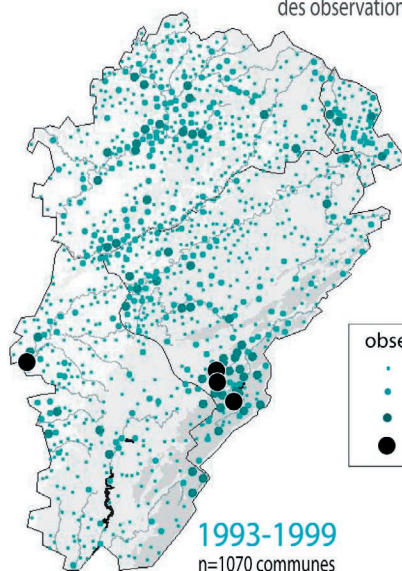 des observation
obse
1993-1999
n=1070 communes